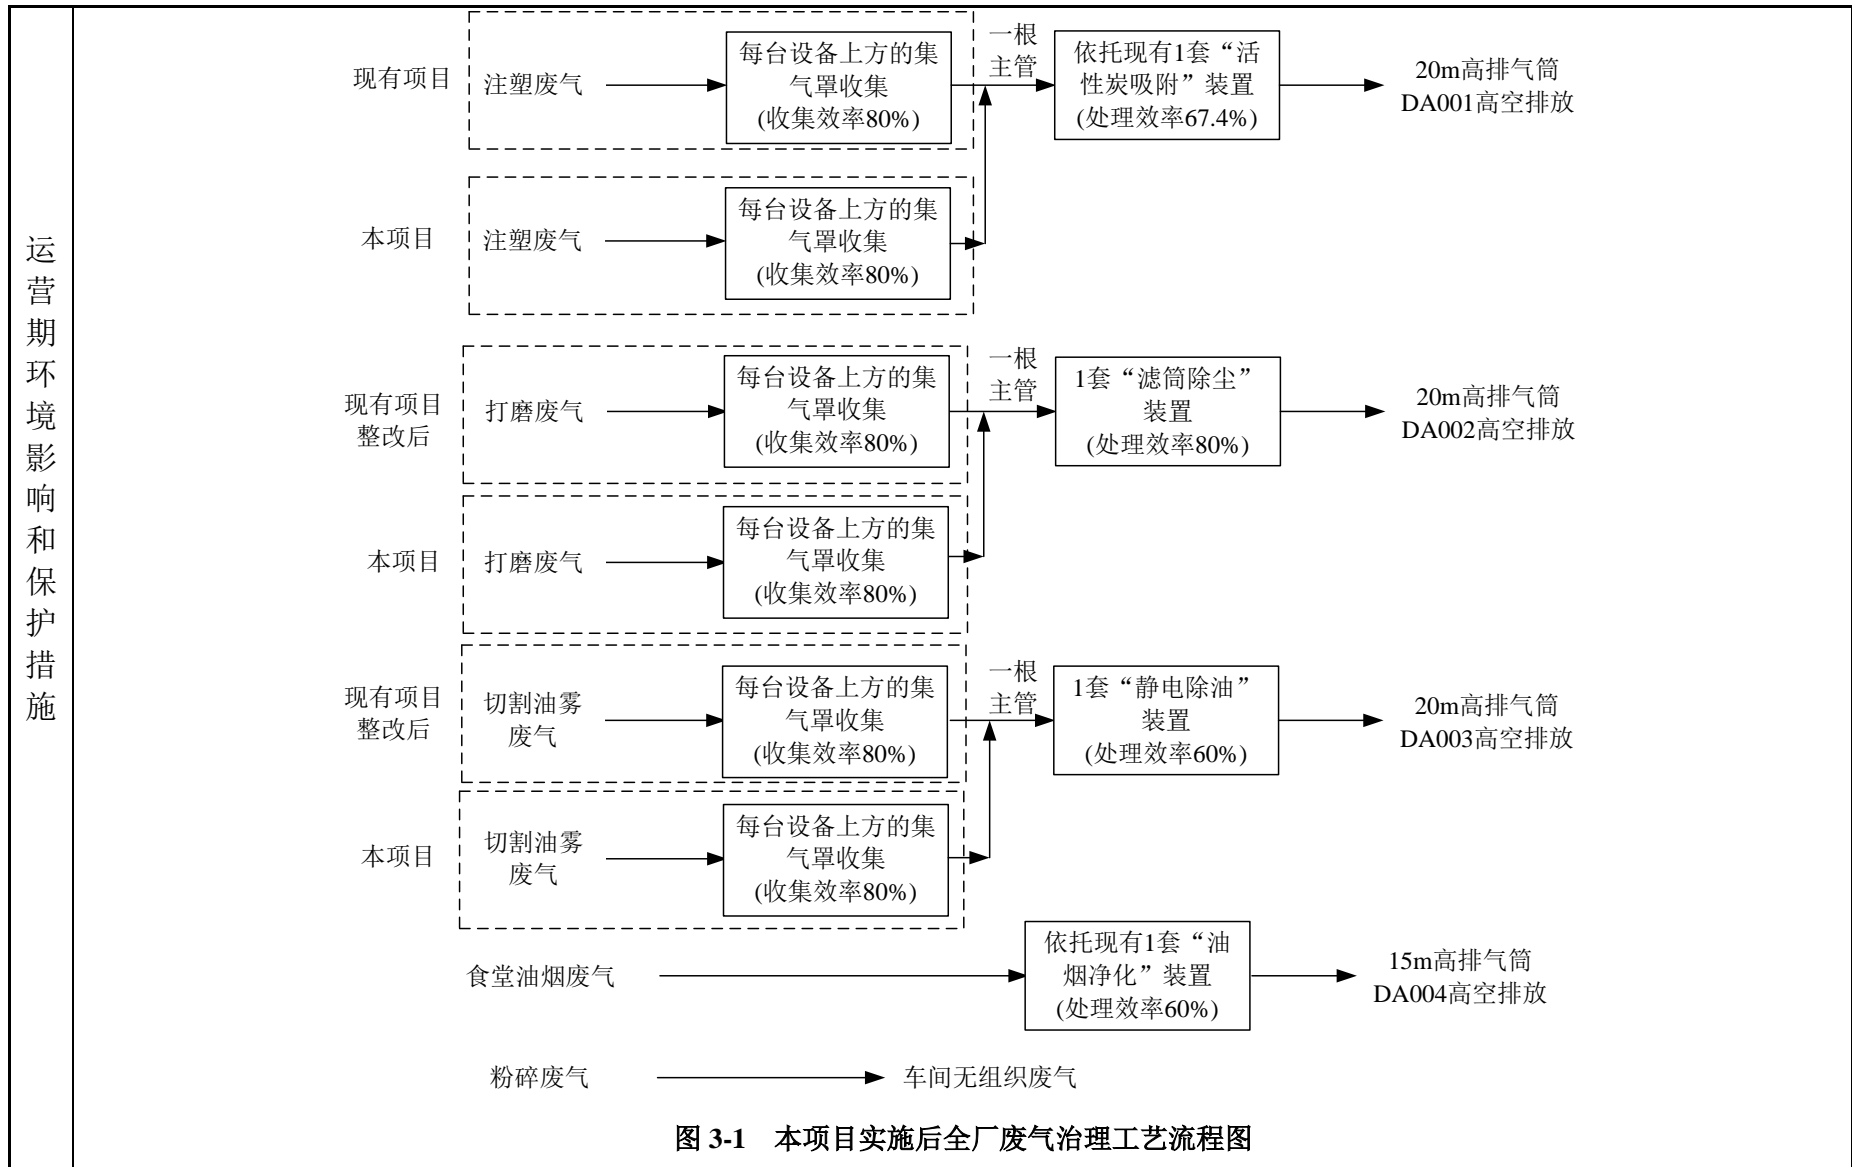 运
营
期
环
境
影
响
和
保
护
措
施
现有项目
注塑废气
每台设备上方的集
气罩收集
(收集效率80%)
一根
主管
依托现有1套“活
性炭吸附”装置
(处理效率67.4%)
20m高排气筒
DA001高空排放
本项目
注塑废气
每台设备上方的集
气罩收集
(收集效率80%)
现有项目
整改后
打磨废气
每台设备上方的集
气罩收集
(收集效率80%)
一根
主管
1套“滤筒除尘”
装置
(处理效率80%)
20m高排气筒
DA002高空排放
本项目
打磨废气
每台设备上方的集
气罩收集
(收集效率80%)
现有项目
整改后
切割油雾
废气
每台设备上方的集
气罩收集
(收集效率80%)
一根
主管
1套“静电除油”
装置
(处理效率60%)
20m高排气筒
DA003高空排放
本项目
切割油雾
废气
每台设备上方的集
气罩收集
(收集效率80%)
食堂油烟废气
依托现有1套“油
烟净化”装置
(处理效率60%)
15m高排气筒
DA004高空排放
粉碎废气
车间无组织废气
图 3-1 本项目实施后全厂废气治理工艺流程图